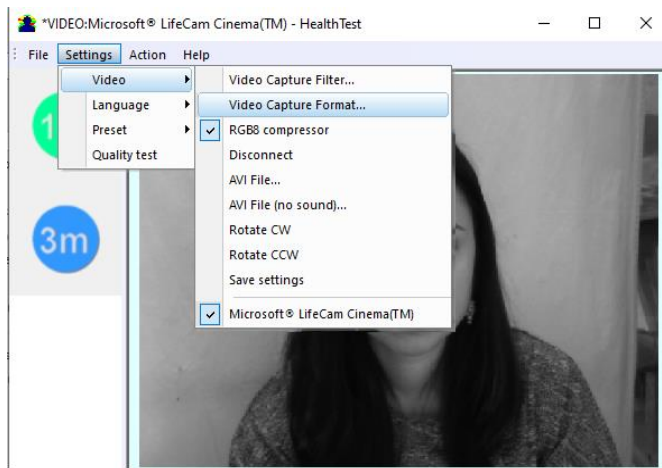 *VIDEO:Microsoft® LifeCam Cinema(TM) - HealthTest
File Settings Action Help
Video
Language
Preset
Quality test
Video Capture Filter...
Video Capture Format...
RGB8 compressor
Disconnect
AVI File...
AVI File (no sound)...
Rotate CW
Rotate CCW
Save settings
Microsoft® LifeCam Cinema(TM)
1
3m